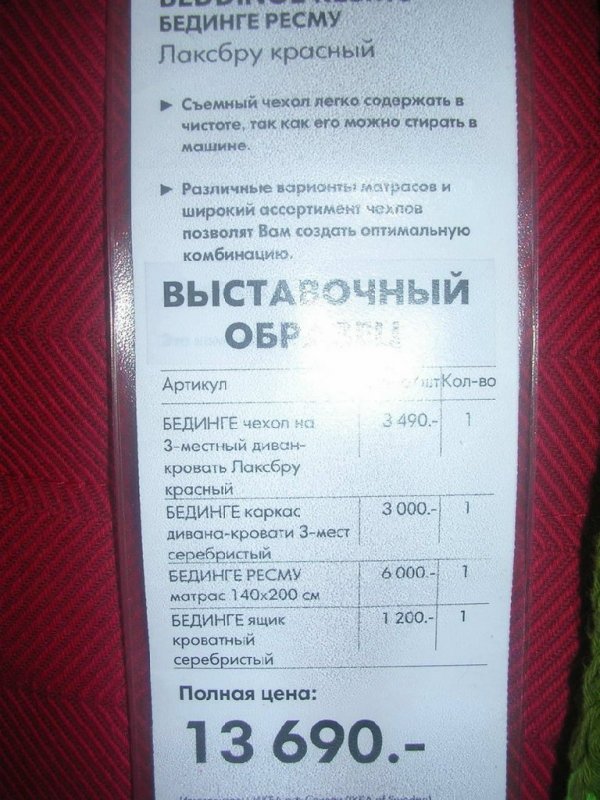 БЕДИНГЕ РЕСМУ
Лаксбру красный
► Съемный чехол легко содержать в
чистоте, так как его можно стирать в
машине.
► Различные варианты матрасов и
широкий ассортимент чехлов
позволят Вам создать оптимальную
комбинацию.
ВЫСТАВОЧНЫЙ
ОБРАЗЕЦ
Артикул Кол-во
БЕДИНГЕ чехол на 3 490.- 1
3-местный диван-
кровать Лаксбру
красный
БЕДИНГЕ каркас 3 000.- 1
дивана-кровати 3-мест
серебристый
БЕДИНГЕ РЕСМУ 6 000.- 1
матрас 140x200 см
БЕДИНГЕ ящик 1 200.- 1
кроватный
серебристый
Полная цена:
13 690.-